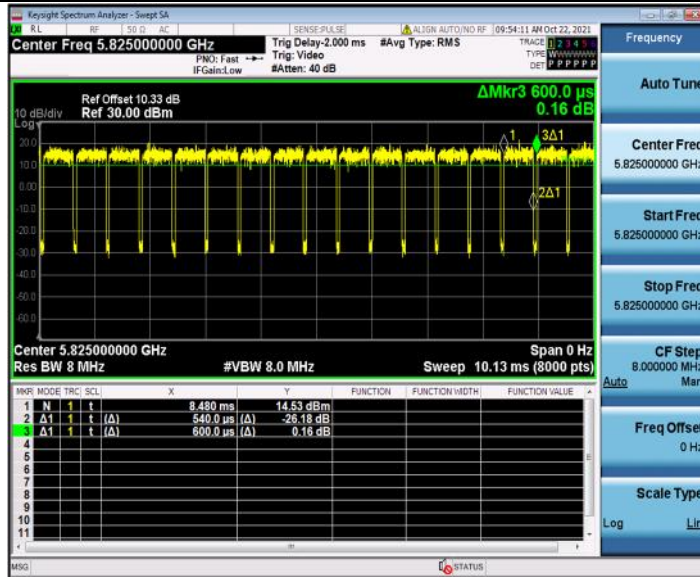 Keysight Spectrum Analyzer - Swept SA
RL RF 50 Ω AC SENSE:PULSE ALIGN AUTO/NO RF 09:54:11 AM Oct 22, 2021
Center Freq 5.825000000 GHz
PNO: Fast
IFGain:Low
Trig Delay-2.000 ms
Trig: Video
#Atten: 40 dB
#Avg Type: RMS
TRACE 1 2 3 4 5 6
TYPE W
DET P P P P P P
ΔMkr3 600.0 µs
0.16 dB
Ref Offset 10.33 dB
10 dB/div Ref 30.00 dBm
Log
20.0
10.0
0.00
-10.0
-20.0
-30.0
-40.0
-50.0
-60.0
1
3Δ1
2Δ1
Center 5.825000000 GHz Span 0 Hz
Res BW 8 MHz #VBW 8.0 MHz Sweep 10.13 ms (8000 pts)
MKR MODE TRC SCL X Y FUNCTION FUNCTION WIDTH FUNCTION VALUE
1 N 1 t 8.480 ms 14.53 dBm
2 Δ1 1 t (Δ) 540.0 µs (Δ) -26.18 dB
3 Δ1 1 t (Δ) 600.0 µs (Δ) 0.16 dB
4
5
6
7
8
9
10
11
MSG STATUS
Frequency
Auto Tune
Center Freq
5.825000000 GHz
Start Freq
5.825000000 GHz
Stop Freq
5.825000000 GHz
CF Step
8.000000 MHz
Auto Man
Freq Offset
0 Hz
Scale Type
Log Lin